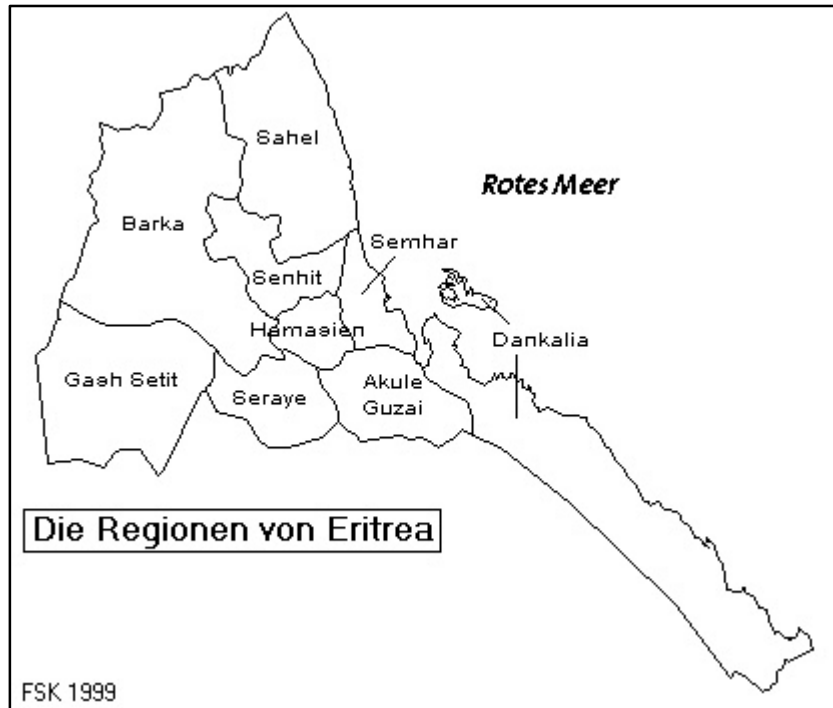 Sahel
Rotes Meer
Barka
Semhar
Senhit
Hamasien
Dankalia
Gash Setit
Akule
Guzai
Seraye
Die Regionen von Eritrea
FSK 1999